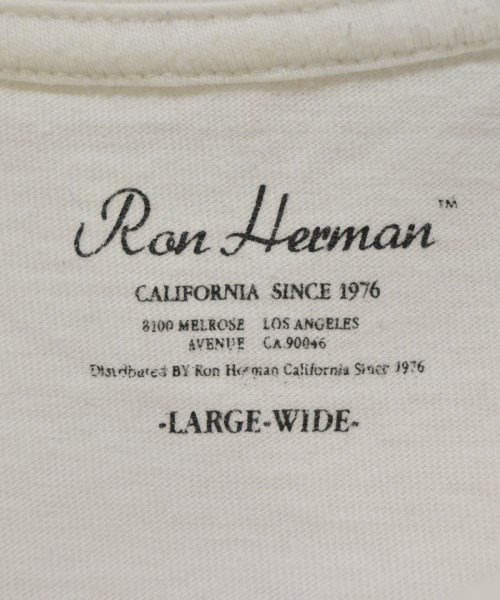 Ron Herman™
CALIFORNIA SINCE 1976
8100 MELROSE LOS ANGELES
AVENUE CA.90046
Distributed BY Ron Herman California Since 1976
-LARGE-WIDE-